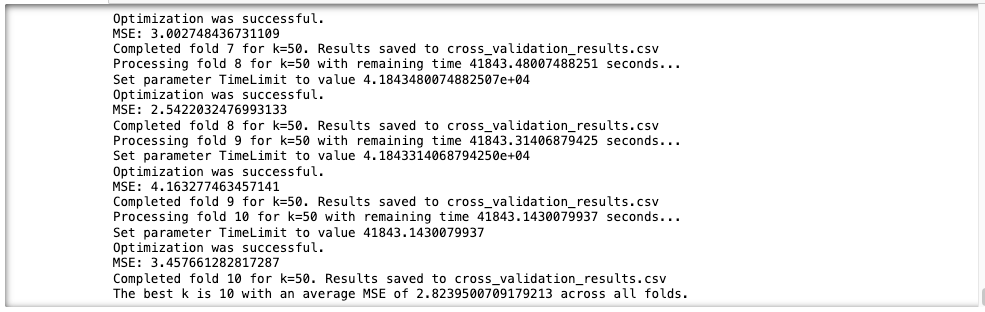 Optimization was successful.
MSE: 3.002748436731109
Completed fold 7 for k=50. Results saved to cross_validation_results.csv
Processing fold 8 for k=50 with remaining time 41843.48007488251 seconds...
Set parameter TimeLimit to value 4.1843480074882507e+04
Optimization was successful.
MSE: 2.5422032476993133
Completed fold 8 for k=50. Results saved to cross_validation_results.csv
Processing fold 9 for k=50 with remaining time 41843.31406879425 seconds...
Set parameter TimeLimit to value 4.1843314068794250e+04
Optimization was successful.
MSE: 4.163277463457141
Completed fold 9 for k=50. Results saved to cross_validation_results.csv
Processing fold 10 for k=50 with remaining time 41843.1430079937 seconds...
Set parameter TimeLimit to value 41843.1430079937
Optimization was successful.
MSE: 3.457661282817287
Completed fold 10 for k=50. Results saved to cross_validation_results.csv
The best k is 10 with an average MSE of 2.8239500709179213 across all folds.